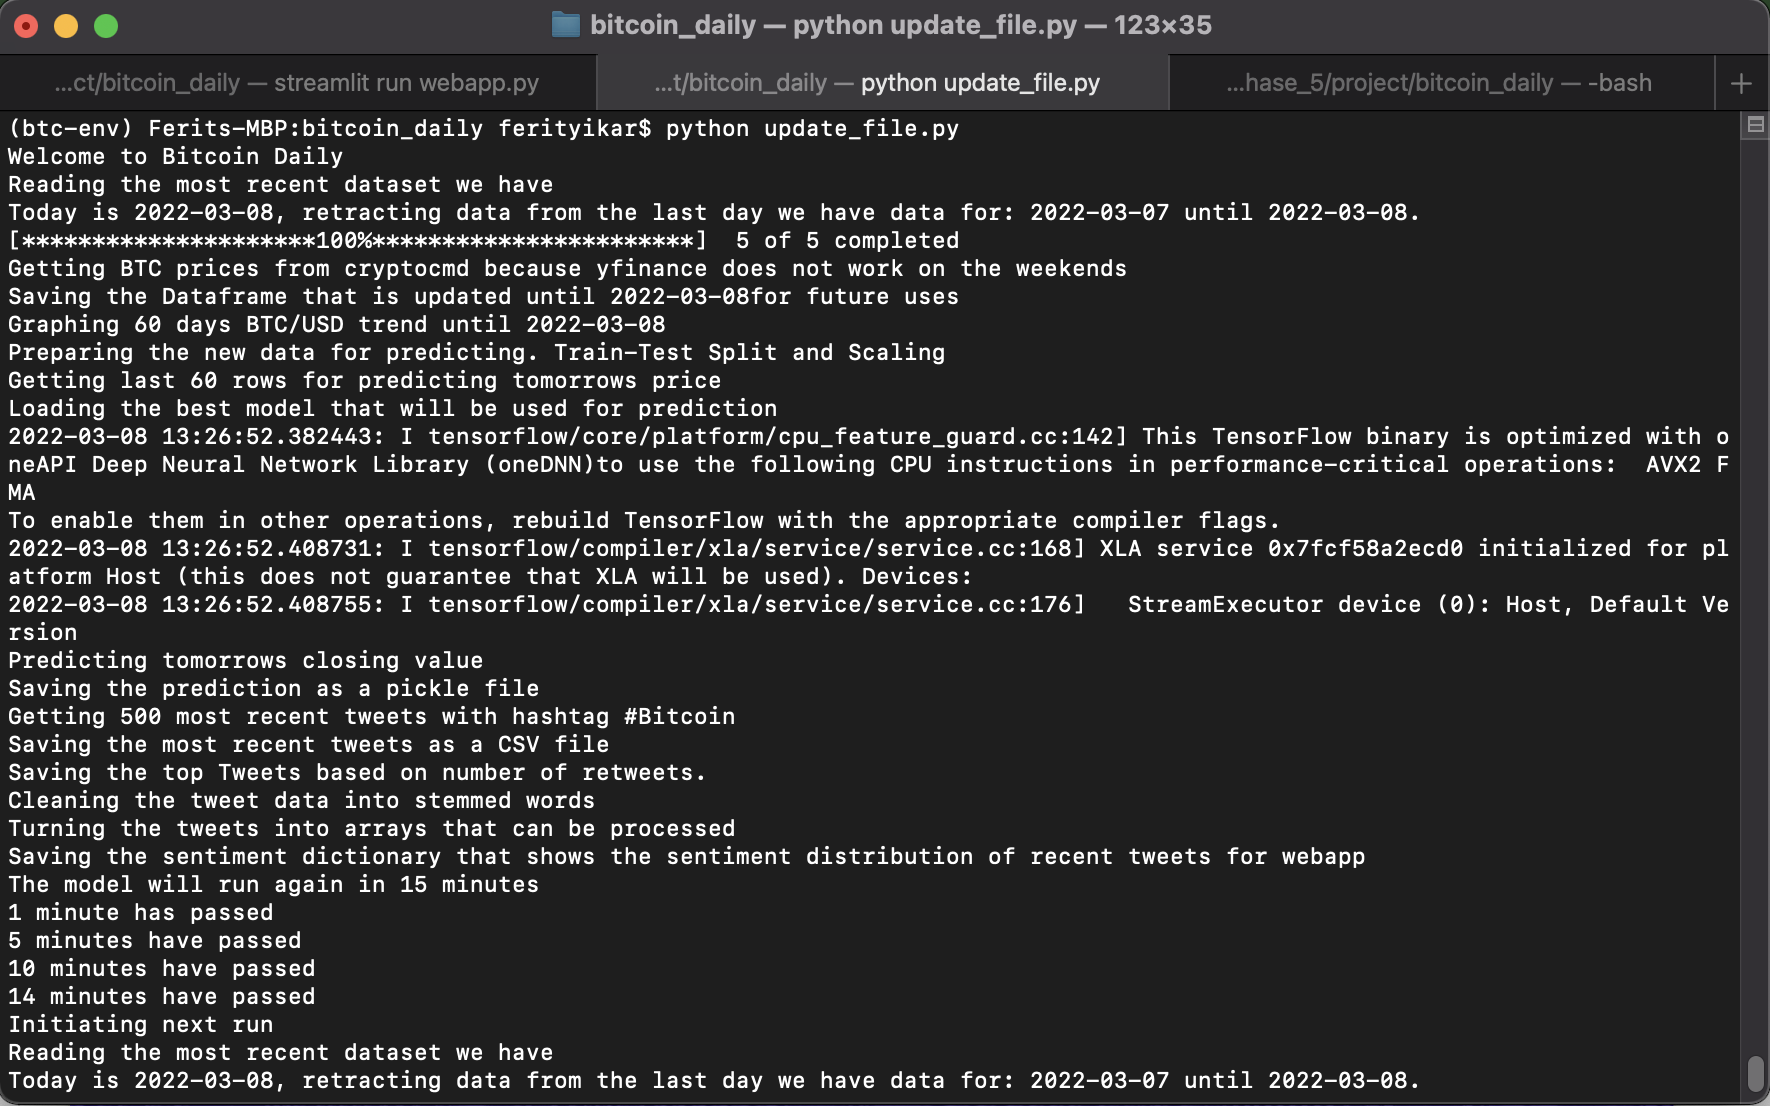 bitcoin_daily — python update_file.py — 123×35
...ct/bitcoin_daily — streamlit run webapp.py
...t/bitcoin_daily — python update_file.py
...hase_5/project/bitcoin_daily — -bash
+
(btc-env) Ferits-MBP:bitcoin_daily ferityikar$ python update_file.py
Welcome to Bitcoin Daily
Reading the most recent dataset we have
Today is 2022-03-08, retracting data from the last day we have data for: 2022-03-07 until 2022-03-08.
[**********************100%***********************]  5 of 5 completed
Getting BTC prices from cryptocmd because yfinance does not work on the weekends
Saving the Dataframe that is updated until 2022-03-08for future uses
Graphing 60 days BTC/USD trend until 2022-03-08
Preparing the new data for predicting. Train-Test Split and Scaling
Getting last 60 rows for predicting tomorrows price
Loading the best model that will be used for prediction
2022-03-08 13:26:52.382443: I tensorflow/core/platform/cpu_feature_guard.cc:142] This TensorFlow binary is optimized with o
neAPI Deep Neural Network Library (oneDNN)to use the following CPU instructions in performance-critical operations:  AVX2 F
MA
To enable them in other operations, rebuild TensorFlow with the appropriate compiler flags.
2022-03-08 13:26:52.408731: I tensorflow/compiler/xla/service/service.cc:168] XLA service 0x7fcf58a2ecd0 initialized for pl
atform Host (this does not guarantee that XLA will be used). Devices:
2022-03-08 13:26:52.408755: I tensorflow/compiler/xla/service/service.cc:176]   StreamExecutor device (0): Host, Default Ve
rsion
Predicting tomorrows closing value
Saving the prediction as a pickle file
Getting 500 most recent tweets with hashtag #Bitcoin
Saving the most recent tweets as a CSV file
Saving the top Tweets based on number of retweets.
Cleaning the tweet data into stemmed words
Turning the tweets into arrays that can be processed
Saving the sentiment dictionary that shows the sentiment distribution of recent tweets for webapp
The model will run again in 15 minutes
1 minute has passed
5 minutes have passed
10 minutes have passed
14 minutes have passed
Initiating next run
Reading the most recent dataset we have
Today is 2022-03-08, retracting data from the last day we have data for: 2022-03-07 until 2022-03-08.